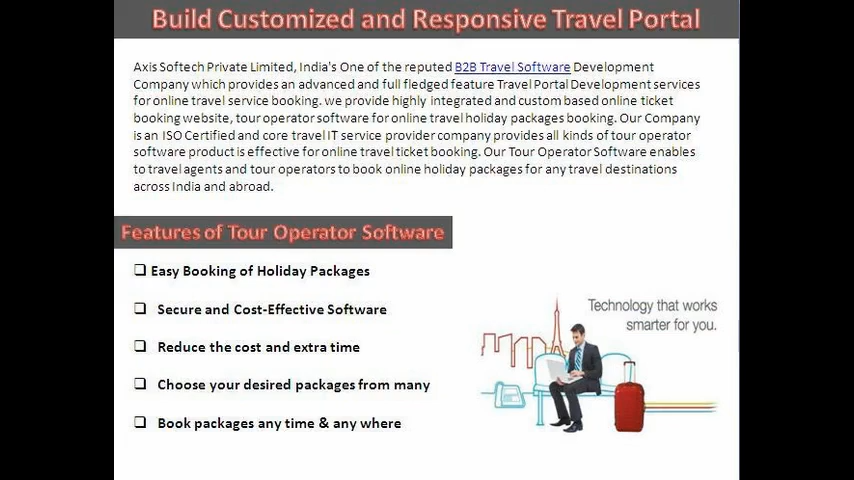 Build Customized and Responsive Travel Portal
Axis Softech Private Limited, India's One of the reputed B2B Travel Software Development
Company which provides an advanced and full fledged feature Travel Portal Development services
for online travel service booking. we provide highly integrated and custom based online ticket
booking website, tour operator software for online travel holiday packages booking. Our Company
is an ISO Certified and core travel IT service provider company provides all kinds of tour operator
software product is effective for online travel ticket booking. Our Tour Operator Software enables
to travel agents and tour operators to book online holiday packages for any travel destinations
across India and abroad.
Features of Tour Operator Software
Easy Booking of Holiday Packages
Secure and Cost-Effective Software
Reduce the cost and extra time
Choose your desired packages from many
Book packages any time & any where
Technology that works
smarter for you.